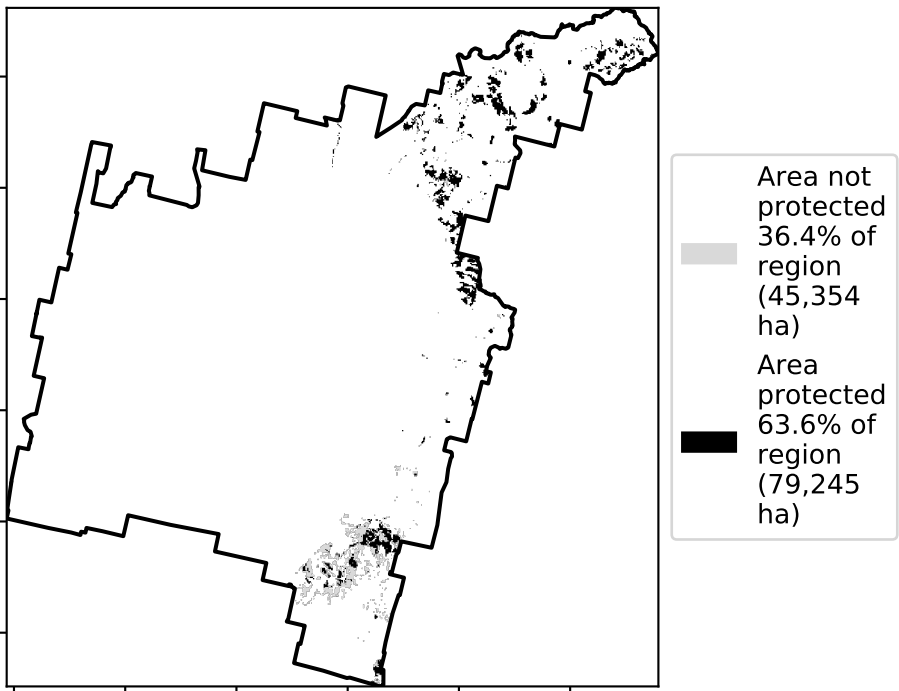 Area not
protected
36.4% of
region
(45,354
ha)
Area
protected
63.6% of
region
(79,245
ha)